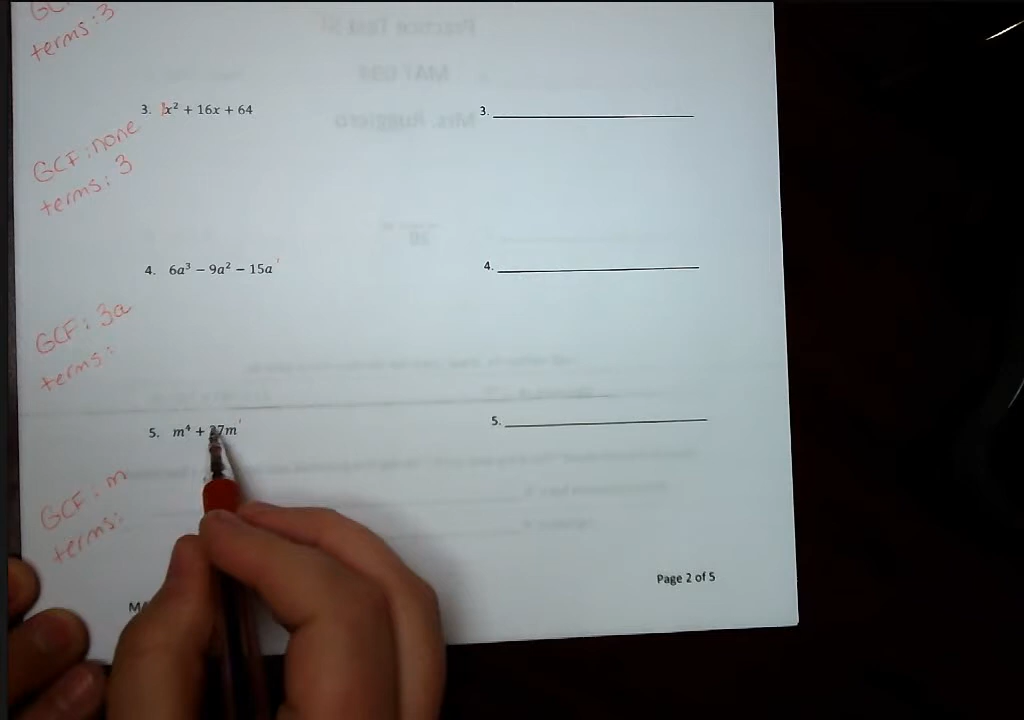 terms:3
3. x² + 16x + 64
3.
GCF: none
terms: 3
4. 6a³ − 9a² − 15a
4.
GCF: 3a
terms:
5. m⁴ + 27m
5.
GCF: m
terms:
Page 2 of 5